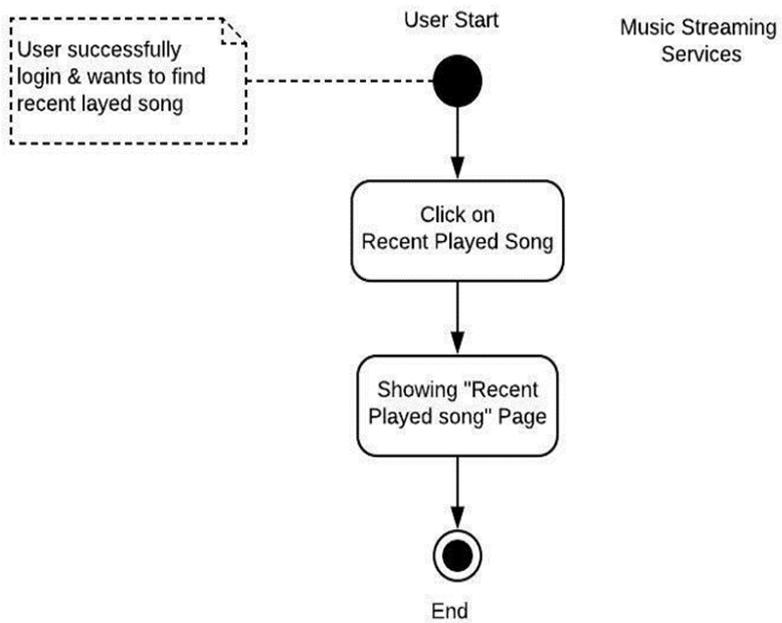 User Start
Music Streaming
Services
User successfully
login & wants to find
recent layed song
Click on
Recent Played Song
Showing "Recent
Played song" Page
End